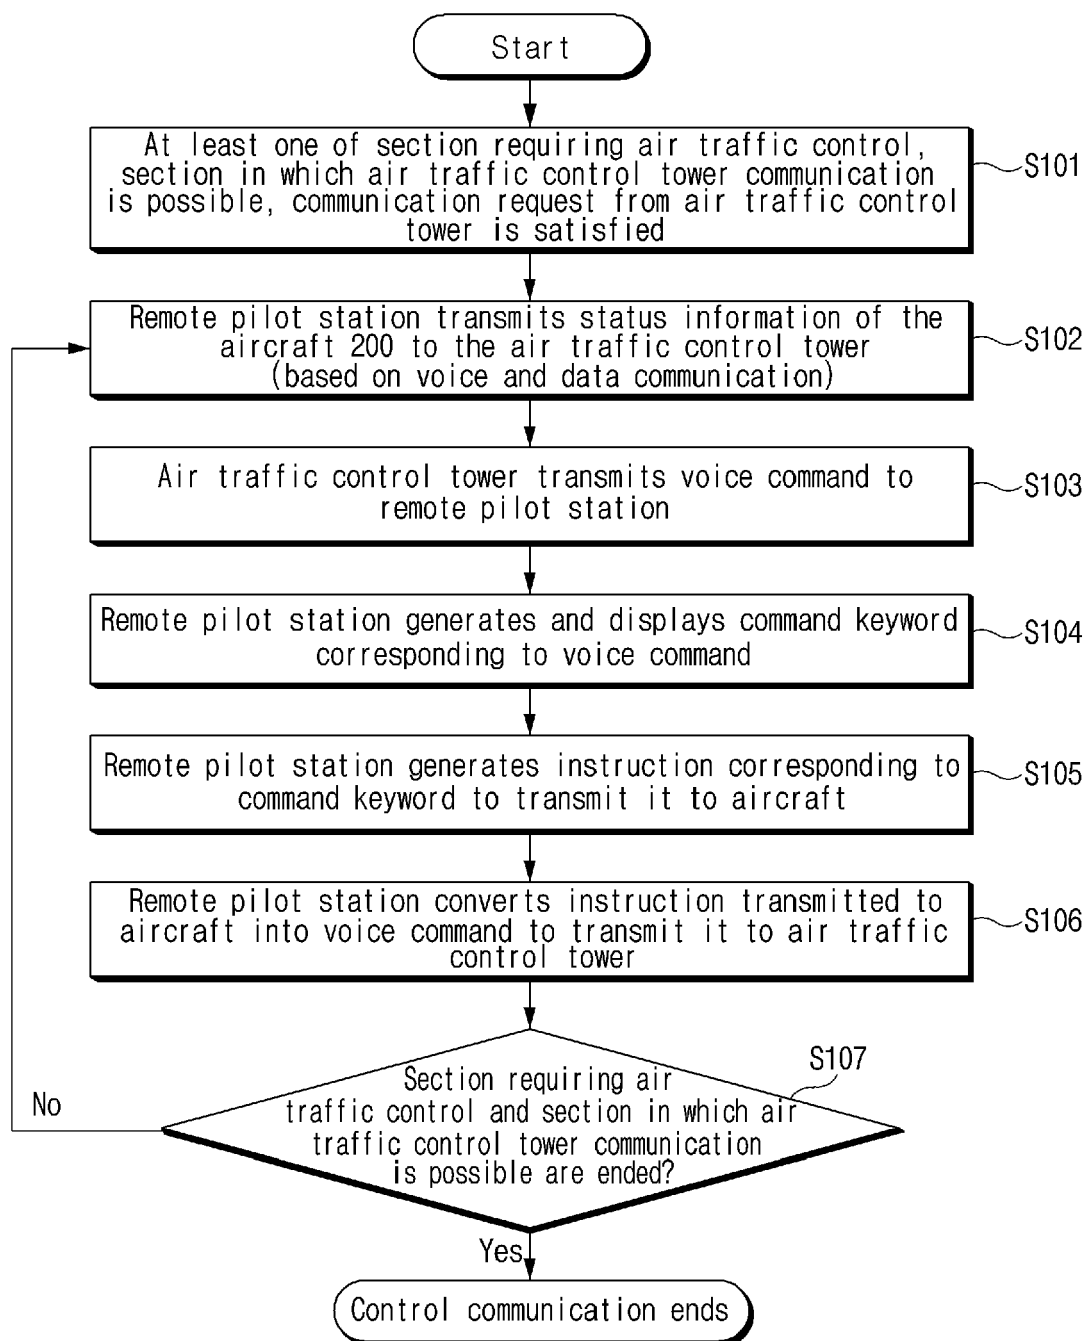 Start
At least one of section requiring air traffic control,
section in which air traffic control tower communication
is possible, communication request from air traffic control
tower is satisfied
S101
Remote pilot station transmits status information of the
aircraft 200 to the air traffic control tower
(based on voice and data communication)
S102
Air traffic control tower transmits voice command to
remote pilot station
S103
Remote pilot station generates and displays command keyword
corresponding to voice command
S104
Remote pilot station generates instruction corresponding to
command keyword to transmit it to aircraft
S105
Remote pilot station converts instruction transmitted to
aircraft into voice command to transmit it to air traffic
control tower
S106
S107
Section requiring air
traffic control and section in which air
traffic control tower communication
is possible are ended?
No
Yes
Control communication ends